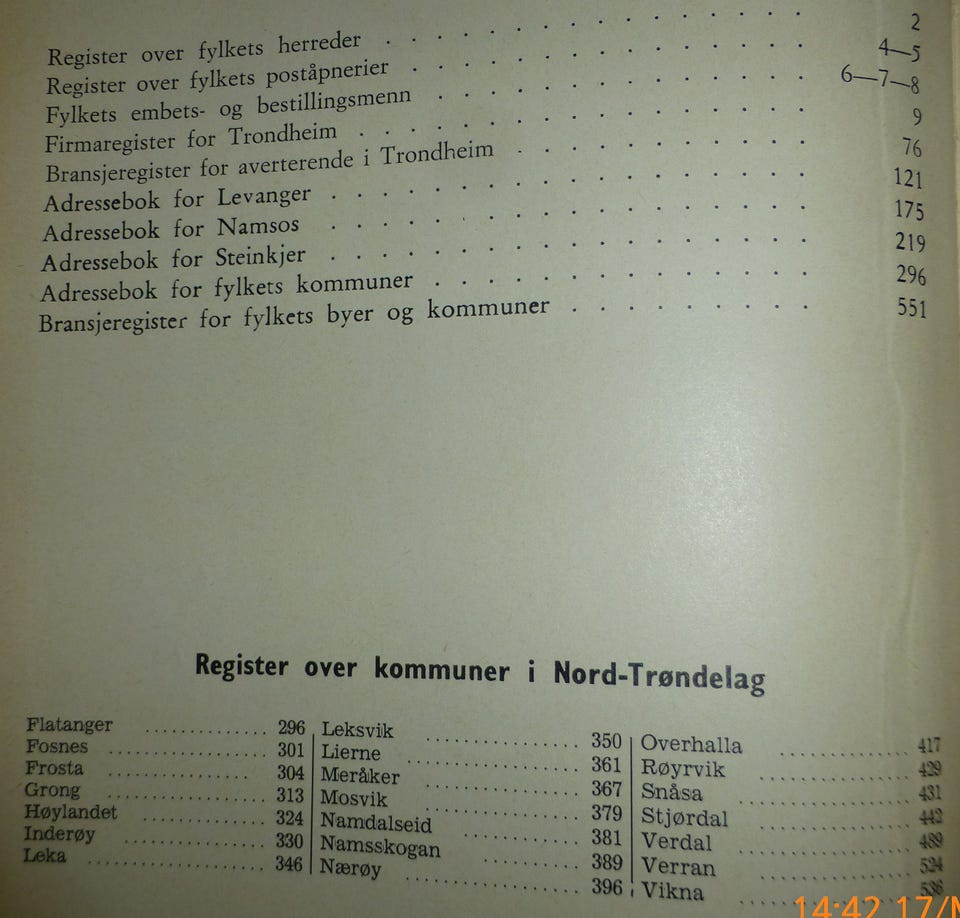 Register over fylkets herreder . . . . . . . . . . . . . 2
Register over fylkets poståpnerier . . . . . . . . . . . . . 4—5
Fylkets embets- og bestillingsmenn . . . . . . . . . . . . 6—7—8
Firmaregister for Trondheim . . . . . . . . . . . . . . 9
Bransjeregister for averterende i Trondheim . . . . . . . . . . 76
Adressebok for Levanger . . . . . . . . . . . . . . . 121
Adressebok for Namsos . . . . . . . . . . . . . . . 175
Adressebok for Steinkjer . . . . . . . . . . . . . . . 219
Adressebok for fylkets kommuner . . . . . . . . . . . . 296
Bransjeregister for fylkets byer og kommuner . . . . . . . . 551
Register over kommuner i Nord-Trøndelag
Flatanger ............. 296
Fosnes ................ 301
Frosta ................ 304
Grong ................. 313
Høylandet ............. 324
Inderøy ............... 330
Leka .................. 346
Leksvik ............... 350
Lierne ................ 361
Meråker ............... 367
Mosvik ................ 379
Namdalseid ............ 381
Namsskogan ............ 389
Nærøy ................. 396
Overhalla ............. 417
Røyrvik ............... 429
Snåsa ................. 431
Stjørdal .............. 442
Verdal ................ 489
Verran ................ 524
Vikna ................. 536
14:42 17/M